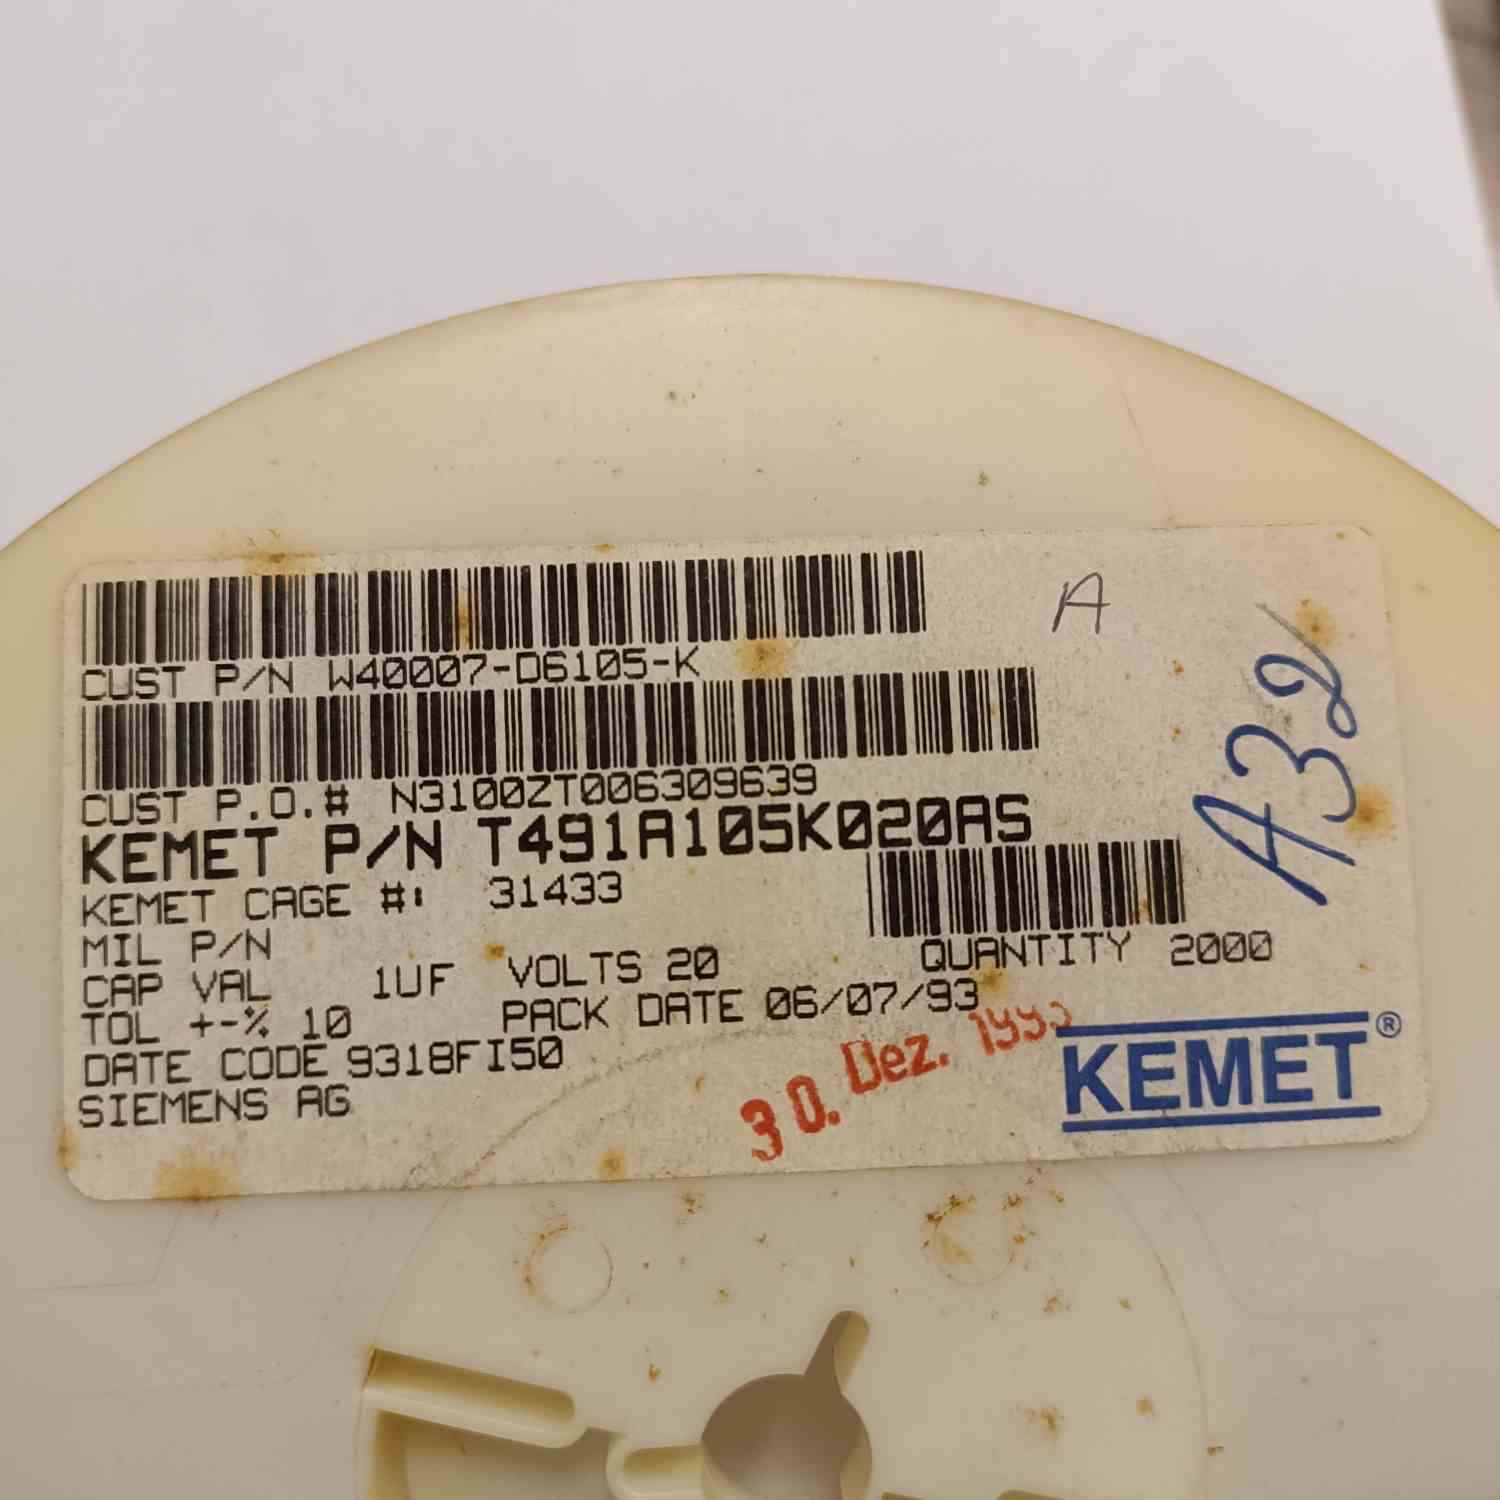 A
A32
CUST P/N W40007-D6105-K
CUST P.O.# N3100ZT006309639
KEMET P/N T491A105K020AS
KEMET CAGE #: 31433
MIL P/N
CAP VAL 1UF VOLTS 20
QUANTITY 2000
TOL +-% 10 PACK DATE 06/07/93
DATE CODE 9318FI50
SIEMENS AG
30. Dez. 1993
KEMET®